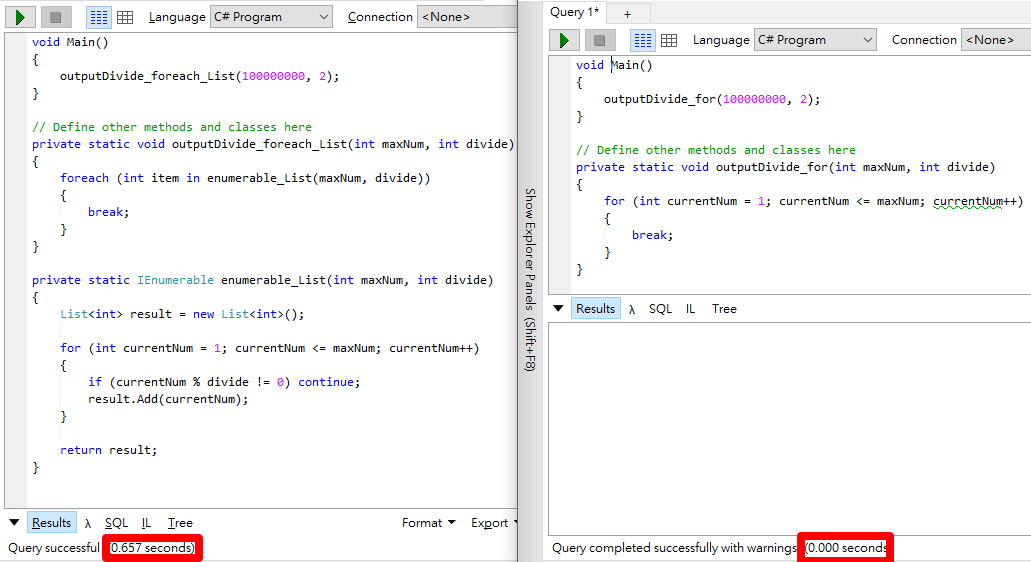 Language C# Program Connection <None>
void Main()
{
    outputDivide_foreach_List(100000000, 2);
}
// Define other methods and classes here
private static void outputDivide_foreach_List(int maxNum, int divide)
{
    foreach (int item in enumerable_List(maxNum, divide))
    {
        break;
    }
}
private static IEnumerable enumerable_List(int maxNum, int divide)
{
    List<int> result = new List<int>();
    for (int currentNum = 1; currentNum <= maxNum; currentNum++)
    {
        if (currentNum % divide != 0) continue;
        result.Add(currentNum);
    }
    return result;
}
Results λ SQL IL Tree Format Export
Query successful (0.657 seconds)
Show Explorer Panels (Shift+F8)
Query 1* +
Language C# Program Connection <None>
void Main()
{
    outputDivide_for(100000000, 2);
}
// Define other methods and classes here
private static void outputDivide_for(int maxNum, int divide)
{
    for (int currentNum = 1; currentNum <= maxNum; currentNum++)
    {
        break;
    }
}
Results λ SQL IL Tree
Query completed successfully with warnings (0.000 seconds